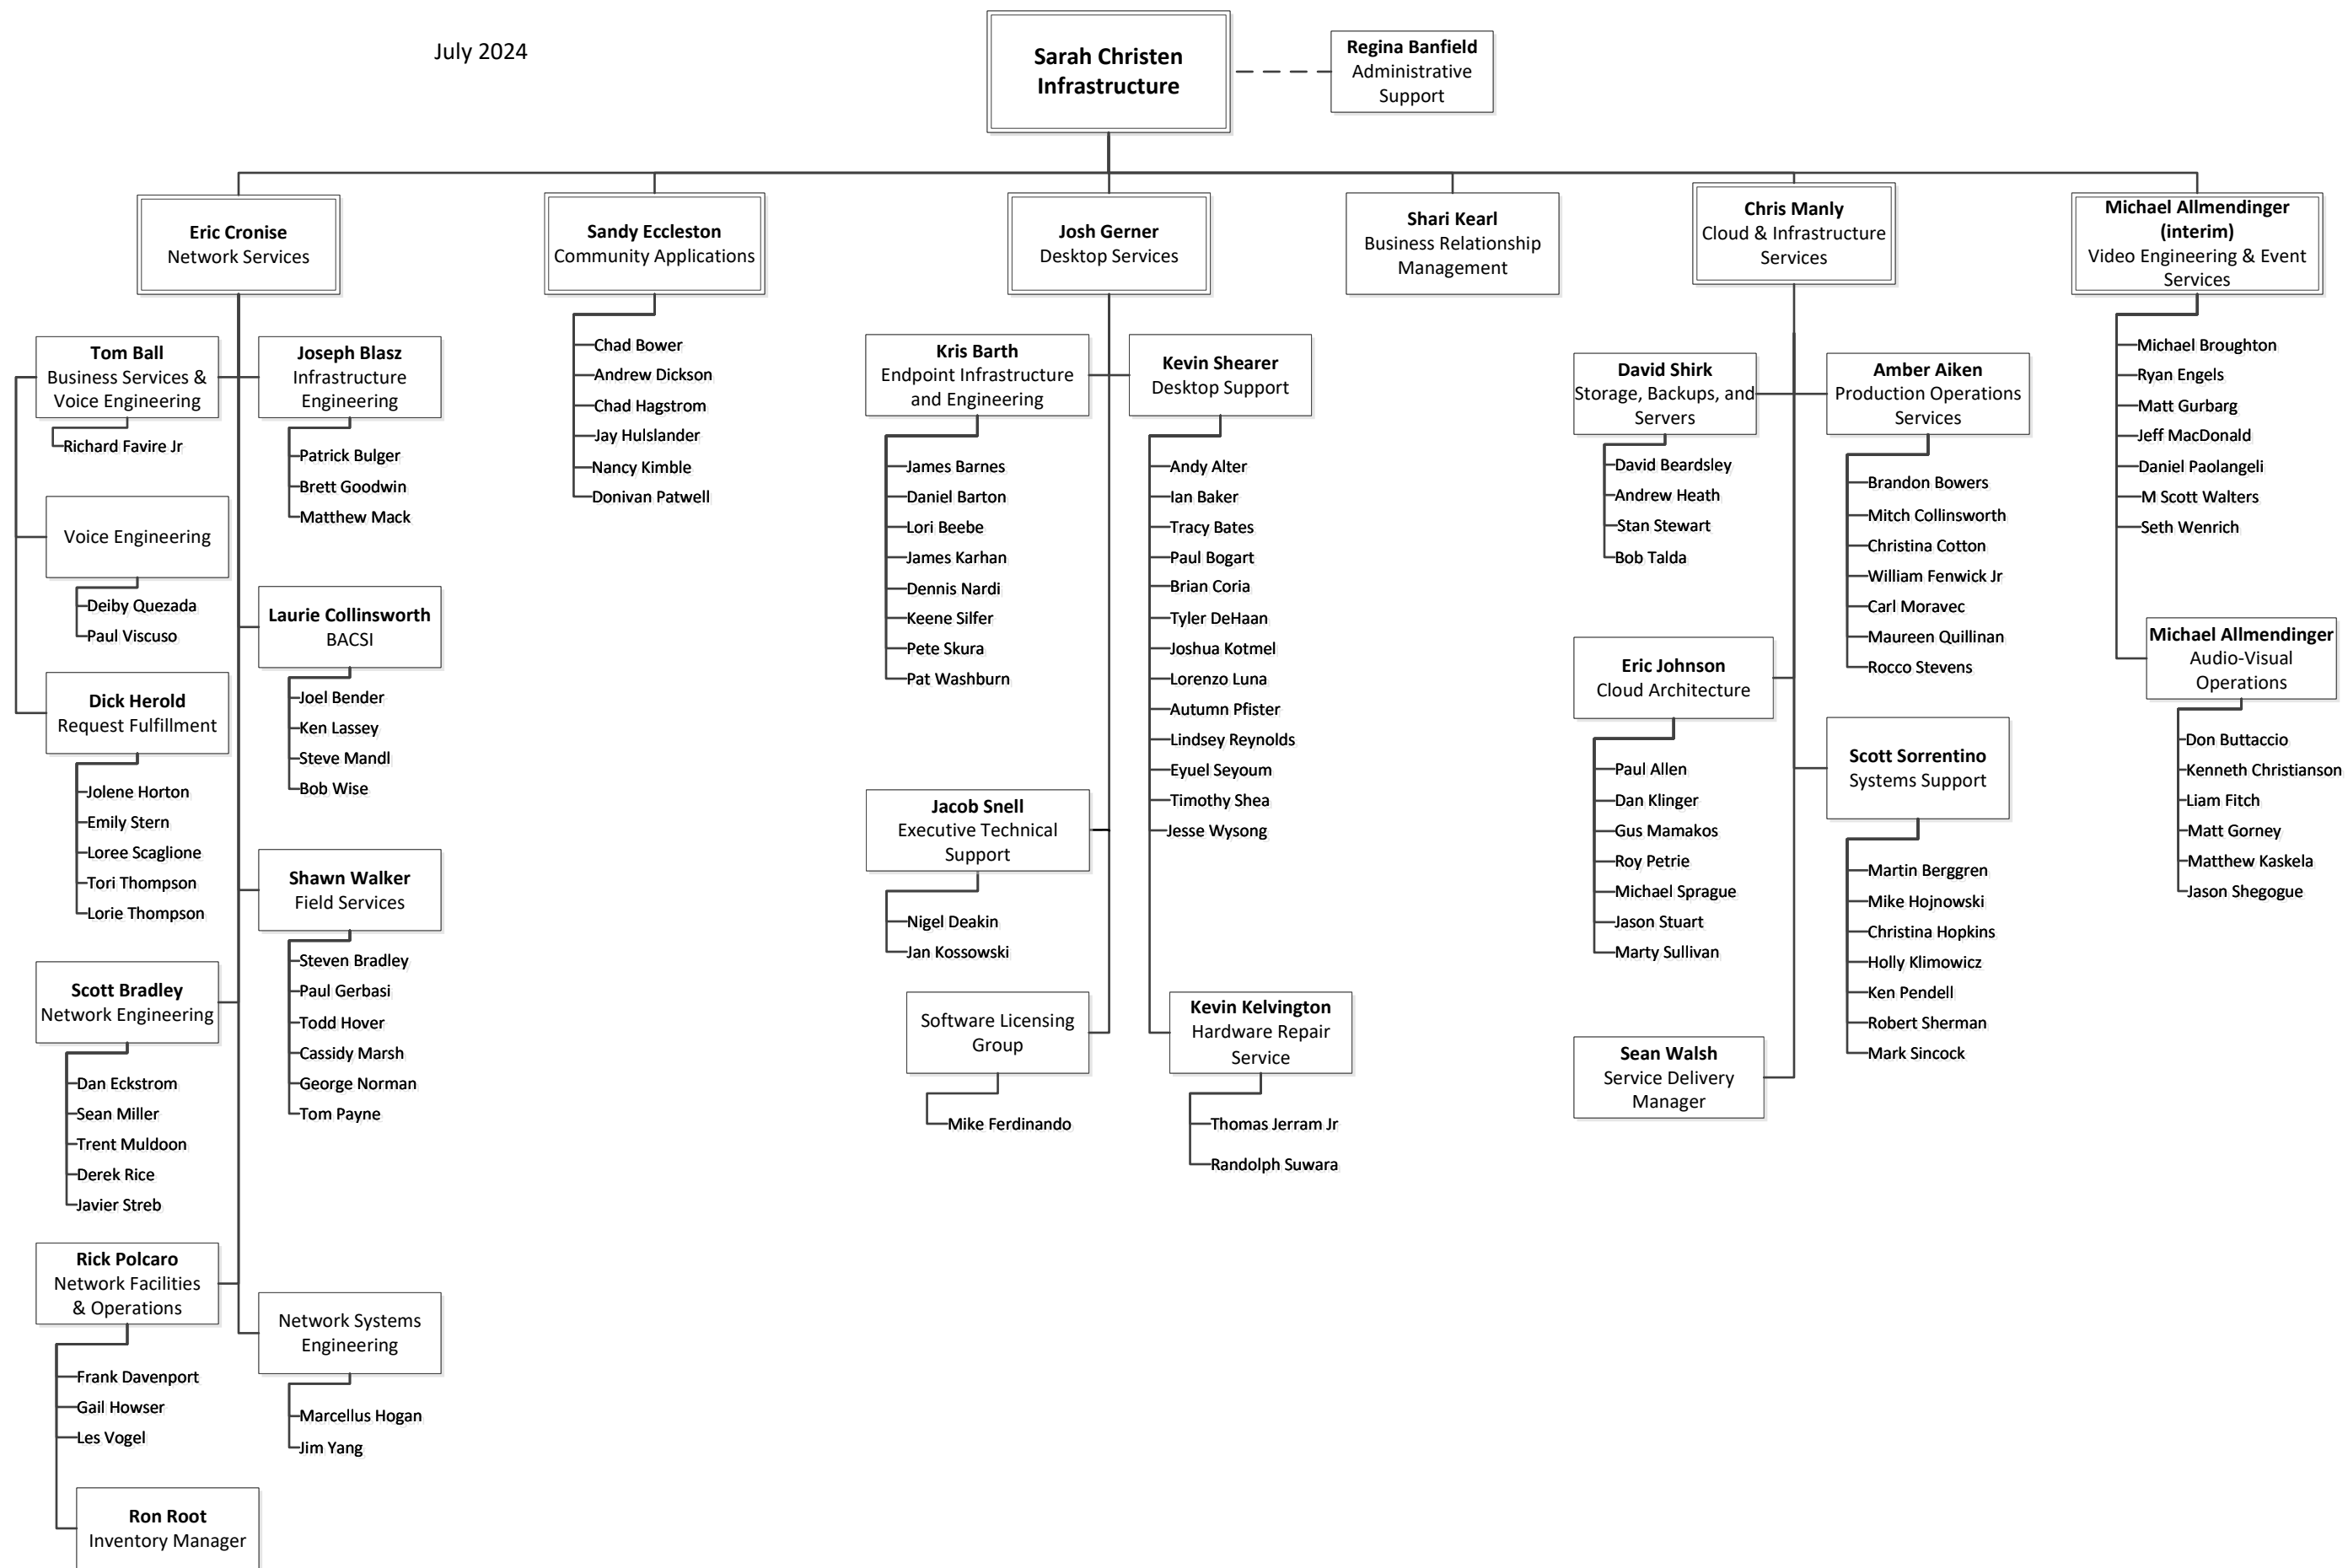 July 2024
Sarah Christen
Infrastructure
Regina Banfield
Administrative
Support
Eric Cronise
Network Services
Tom Ball
Business Services &
Voice Engineering
Richard Favire Jr
Voice Engineering
Deiby Quezada
Paul Viscuso
Dick Herold
Request Fulfillment
Jolene Horton
Emily Stern
Loree Scaglione
Tori Thompson
Lorie Thompson
Scott Bradley
Network Engineering
Dan Eckstrom
Sean Miller
Trent Muldoon
Derek Rice
Javier Streb
Rick Polcaro
Network Facilities
& Operations
Frank Davenport
Gail Howser
Les Vogel
Ron Root
Inventory Manager
Joseph Blasz
Infrastructure
Engineering
Patrick Bulger
Brett Goodwin
Matthew Mack
Laurie Collinsworth
BACSI
Joel Bender
Ken Lassey
Steve Mandl
Bob Wise
Shawn Walker
Field Services
Steven Bradley
Paul Gerbasi
Todd Hover
Cassidy Marsh
George Norman
Tom Payne
Network Systems
Engineering
Marcellus Hogan
Jim Yang
Sandy Eccleston
Community Applications
Chad Bower
Andrew Dickson
Chad Hagstrom
Jay Hulslander
Nancy Kimble
Donivan Patwell
Josh Gerner
Desktop Services
Kris Barth
Endpoint Infrastructure
and Engineering
James Barnes
Daniel Barton
Lori Beebe
James Karhan
Dennis Nardi
Keene Silfer
Pete Skura
Pat Washburn
Jacob Snell
Executive Technical
Support
Nigel Deakin
Jan Kossowski
Software Licensing
Group
Mike Ferdinando
Kevin Shearer
Desktop Support
Andy Alter
Ian Baker
Tracy Bates
Paul Bogart
Brian Coria
Tyler DeHaan
Joshua Kotmel
Lorenzo Luna
Autumn Pfister
Lindsey Reynolds
Eyuel Seyoum
Timothy Shea
Jesse Wysong
Kevin Kelvington
Hardware Repair
Service
Thomas Jerram Jr
Randolph Suwara
Shari Kearl
Business Relationship
Management
Chris Manly
Cloud & Infrastructure
Services
David Shirk
Storage, Backups, and
Servers
David Beardsley
Andrew Heath
Stan Stewart
Bob Talda
Eric Johnson
Cloud Architecture
Paul Allen
Dan Klinger
Gus Mamakos
Roy Petrie
Michael Sprague
Jason Stuart
Marty Sullivan
Sean Walsh
Service Delivery
Manager
Amber Aiken
Production Operations
Services
Brandon Bowers
Mitch Collinsworth
Christina Cotton
William Fenwick Jr
Carl Moravec
Maureen Quillinan
Rocco Stevens
Scott Sorrentino
Systems Support
Martin Berggren
Mike Hojnowski
Christina Hopkins
Holly Klimowicz
Ken Pendell
Robert Sherman
Mark Sincock
Michael Allmendinger
(interim)
Video Engineering & Event
Services
Michael Broughton
Ryan Engels
Matt Gurbarg
Jeff MacDonald
Daniel Paolangeli
M Scott Walters
Seth Wenrich
Michael Allmendinger
Audio-Visual
Operations
Don Buttaccio
Kenneth Christianson
Liam Fitch
Matt Gorney
Matthew Kaskela
Jason Shegogue